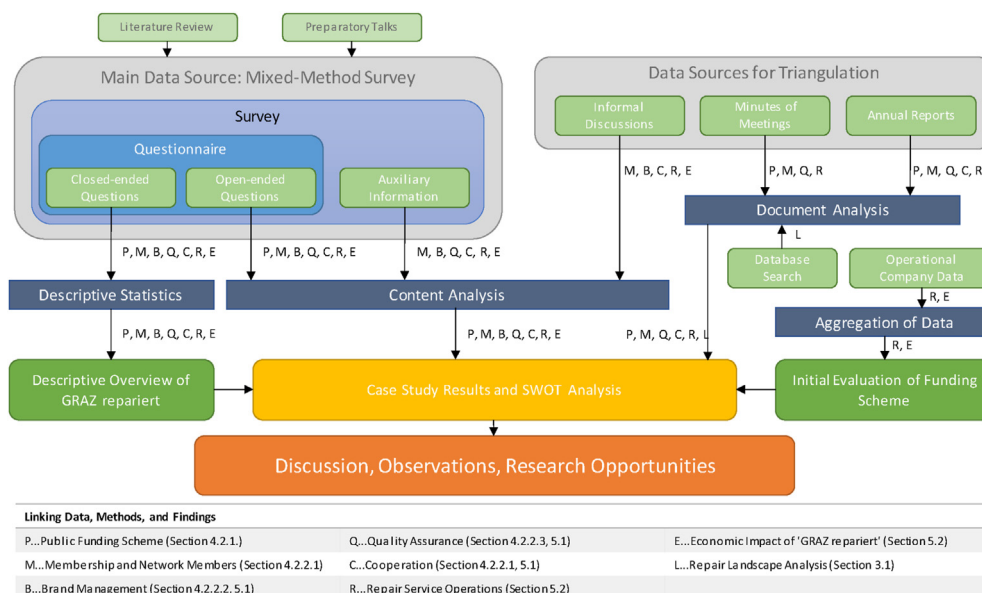 Literature Review
Preparatory Talks
Main Data Source: Mixed-Method Survey
Survey
Questionnaire
Closed-ended
Questions
Open-ended
Questions
Auxiliary
Information
Data Sources for Triangulation
Informal
Discussions
Minutes of
Meetings
Annual Reports
M, B, C, R, E
P, M, Q, R
P, M, Q, C, R
Document Analysis
L
Database
Search
Operational
Company Data
P, M, B, Q, C, R, E
P, M, B, Q, C, R, E
M, B, Q, C, R, E
R, E
Descriptive Statistics
Content Analysis
Aggregation of Data
P, M, B, Q, C, R, E
P, M, B, Q, C, R, E
P, M, Q, C, R, L
R, E
Descriptive Overview of
GRAZ repariert
Case Study Results and SWOT Analysis
Initial Evaluation of Funding
Scheme
Discussion, Observations, Research Opportunities
Linking Data, Methods, and Findings
P...Public Funding Scheme (Section 4.2.1.)
Q...Quality Assurance (Section 4.2.2.3, 5.1)
E...Economic Impact of 'GRAZ repariert' (Section 5.2)
M...Membership and Network Members (Section 4.2.2.1)
C...Cooperation (Section 4.2.2.1, 5.1)
L...Repair Landscape Analysis (Section 3.1)
B...Brand Management (Section 4.2.2.2, 5.1)
R...Repair Service Operations (Section 5.2)